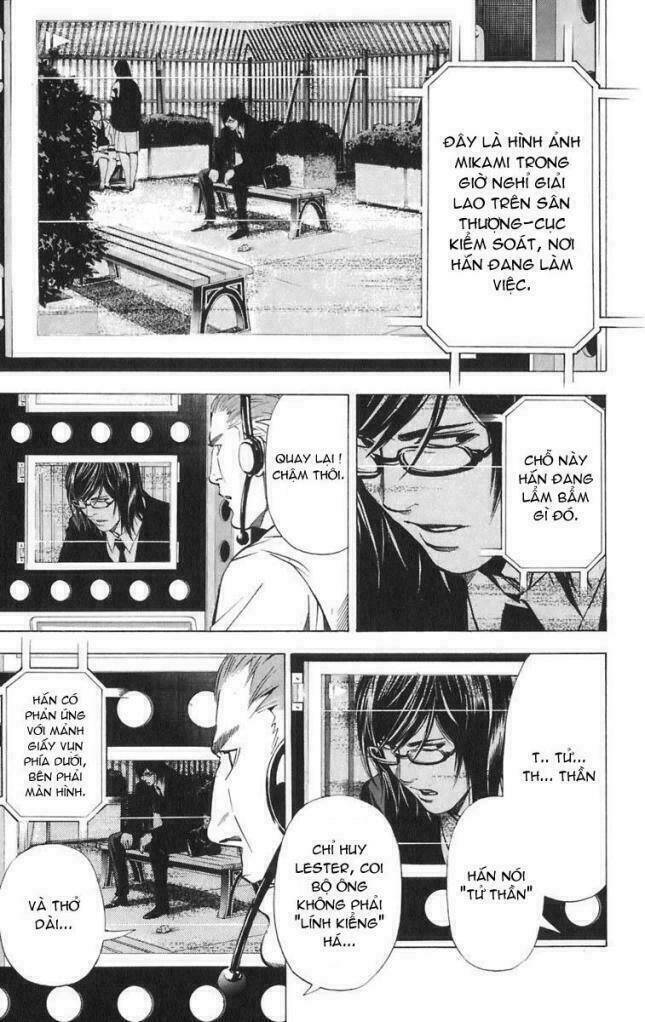 ĐÂY LÀ HÌNH ẢNH
MIKAMI TRONG
GIỜ NGHỈ GIẢI
LAO TRÊN SÂN
THƯỢNG-CỤC
KIỂM SOÁT, NƠI
HẮN ĐANG LÀM
VIỆC.
CHỖ NÀY
HẮN ĐANG
LẨM BẨM
GÌ ĐÓ.
QUAY LẠI !
CHẬM THÔI.
T.. TỬ...
TH... THẦN
HẮN NÓI
"TỬ THẦN"
CHỈ HUY
LESTER, COI
BỘ ÔNG
KHÔNG PHẢI
"LÍNH KIỂNG"
HÁ...
HẮN CÓ
PHẢN ỨNG
VỚI MẢNH
GIẤY VỤN
PHÍA DƯỚI,
BÊN PHẢI
MÀN HÌNH.
VÀ THỞ
DÀI...